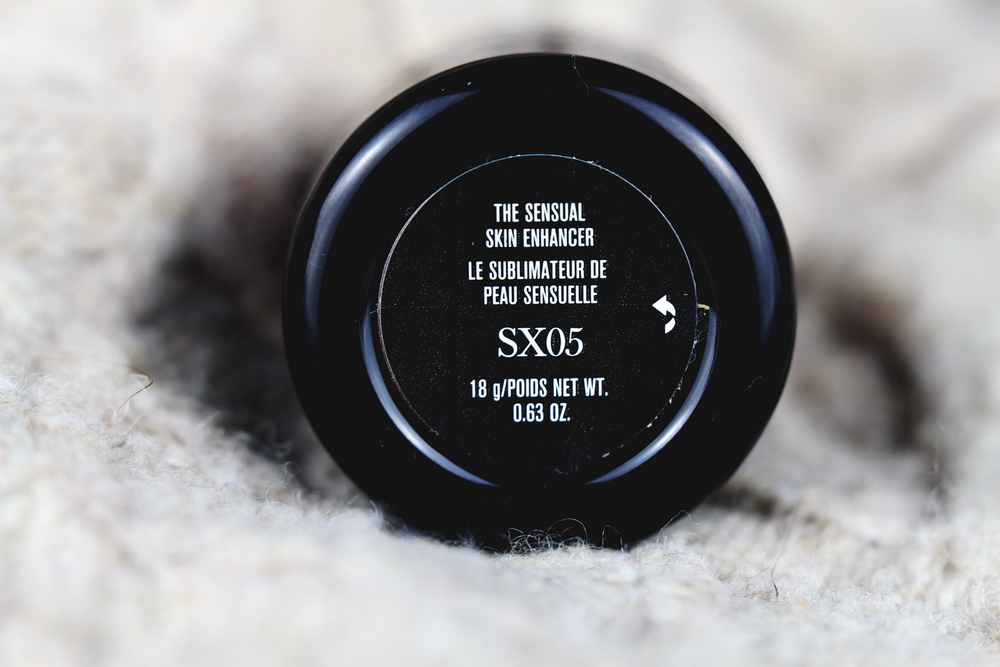 THE SENSUAL
SKIN ENHANCER
LE SUBLIMATEUR DE
PEAU SENSUELLE
SX05
18 g/POIDS NET WT.
0.63 OZ.